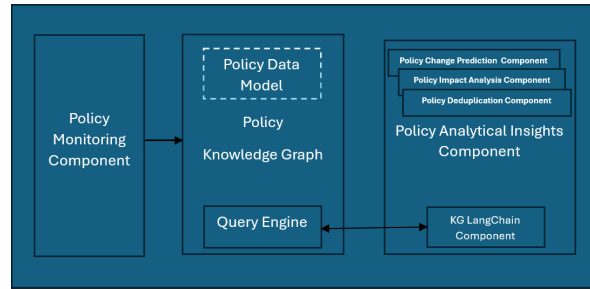 Policy
Monitoring
Component
Policy Data
Model
Policy
Knowledge Graph
Query Engine
Policy Change Prediction Component
Policy Impact Analysis Component
Policy Deduplication Component
Policy Analytical Insights
Component
KG LangChain
Component